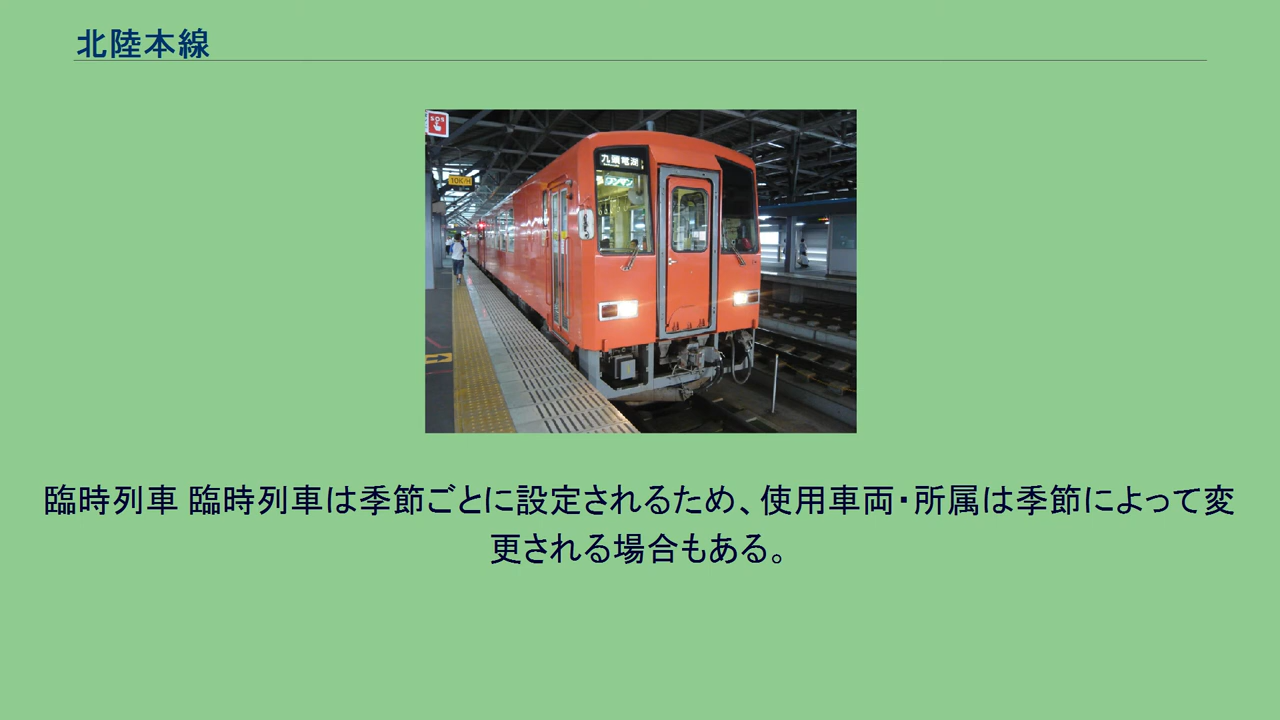 北陸本線
SOS
10K/H
九頭竜湖
ワンマン
臨時列車 臨時列車は季節ごとに設定されるため、使用車両・所属は季節によって変
更される場合もある。